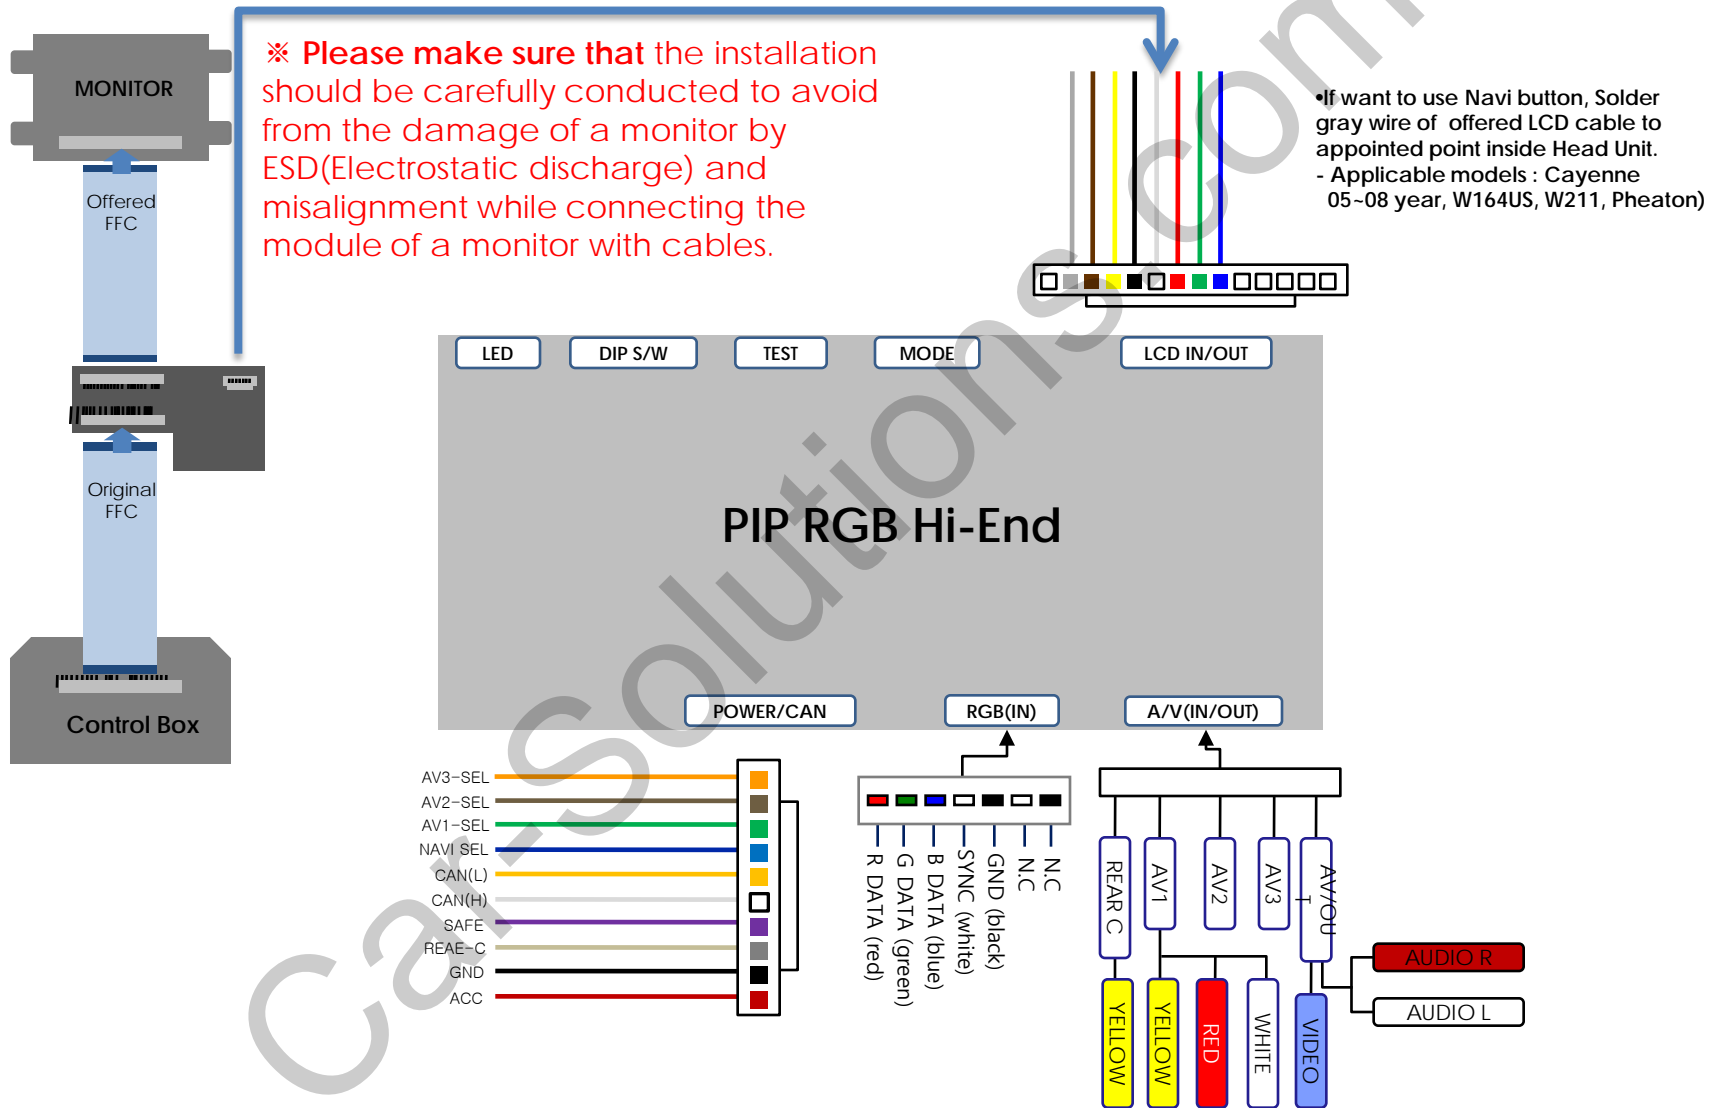 MONITOR
Offered
FFC
Original
FFC
Control Box
※ Please make sure that the installation
should be carefully conducted to avoid
from the damage of a monitor by
ESD(Electrostatic discharge) and
misalignment while connecting the
module of a monitor with cables.
•If want to use Navi button, Solder
gray wire of offered LCD cable to
appointed point inside Head Unit.
- Applicable models : Cayenne
05~08 year, W164US, W211, Pheaton)
LED
DIP S/W
TEST
MODE
LCD IN/OUT
PIP RGB Hi-End
POWER/CAN
RGB(IN)
A/V(IN/OUT)
AV3-SEL
AV2-SEL
AV1-SEL
NAVI SEL
CAN(L)
CAN(H)
SAFE
REAE-C
GND
ACC
R DATA (red)
G DATA (green)
B DATA (blue)
SYNC (white)
GND (black)
N.C
N.C
REAR C
AV1
AV2
AV3
AV/OU
T
YELLOW
YELLOW
RED
WHITE
VIDEO
AUDIO R
AUDIO L
Car-Solutions.com